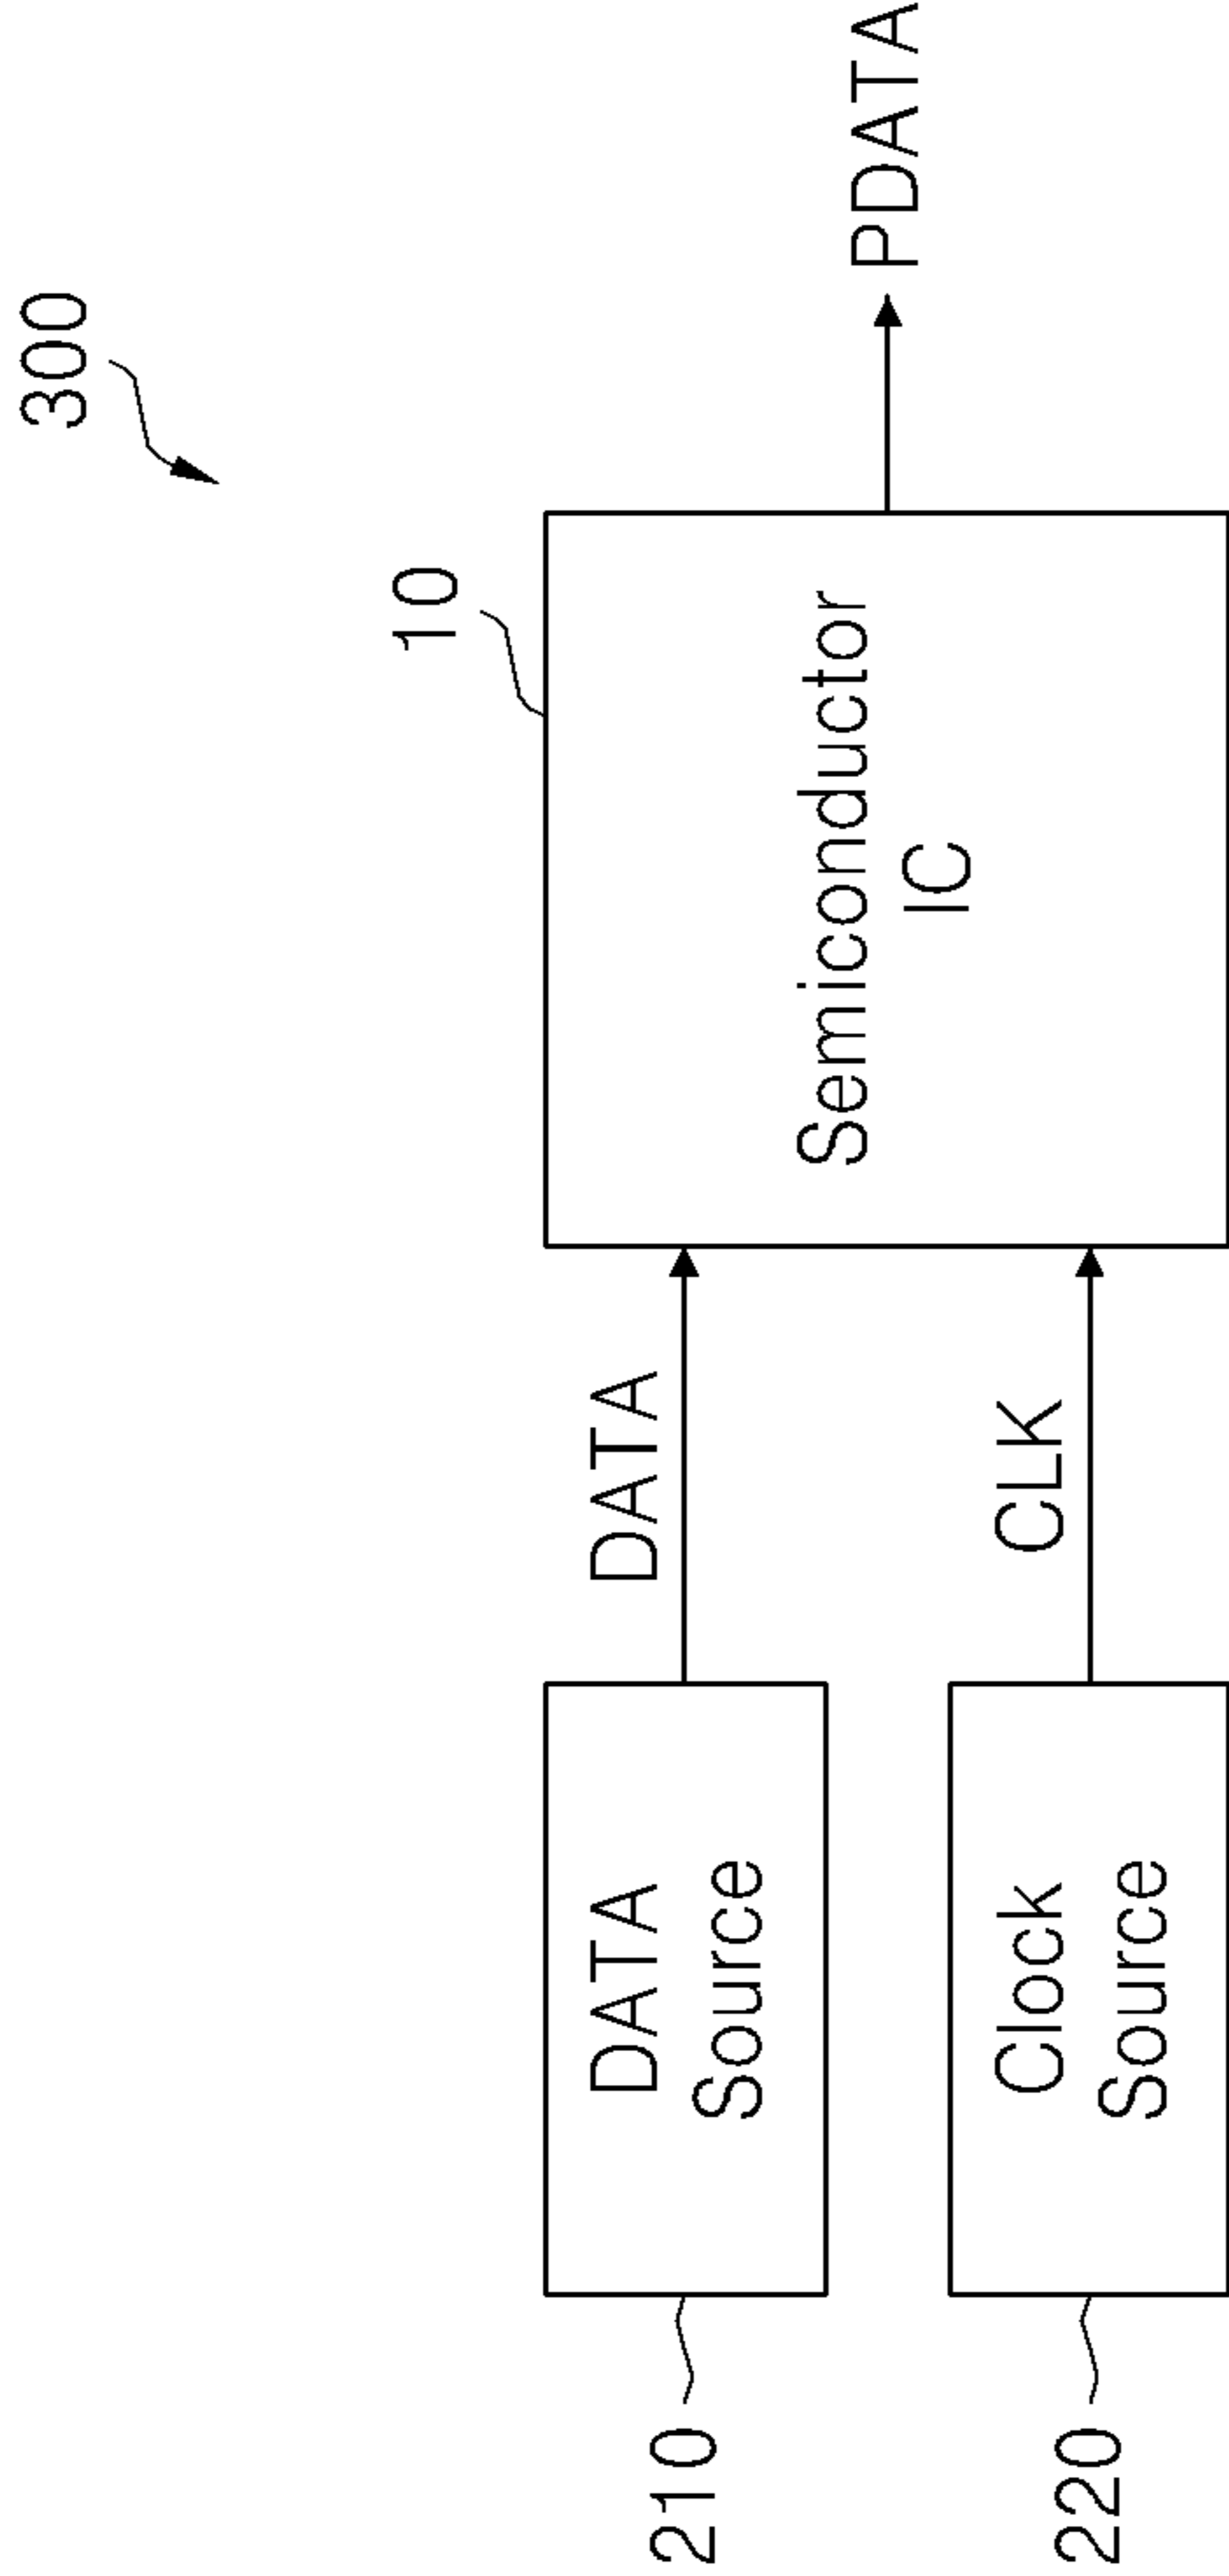 300
10
210
DATA
Source
DATA
Semiconductor
IC
PDATA
220
Clock
Source
CLK